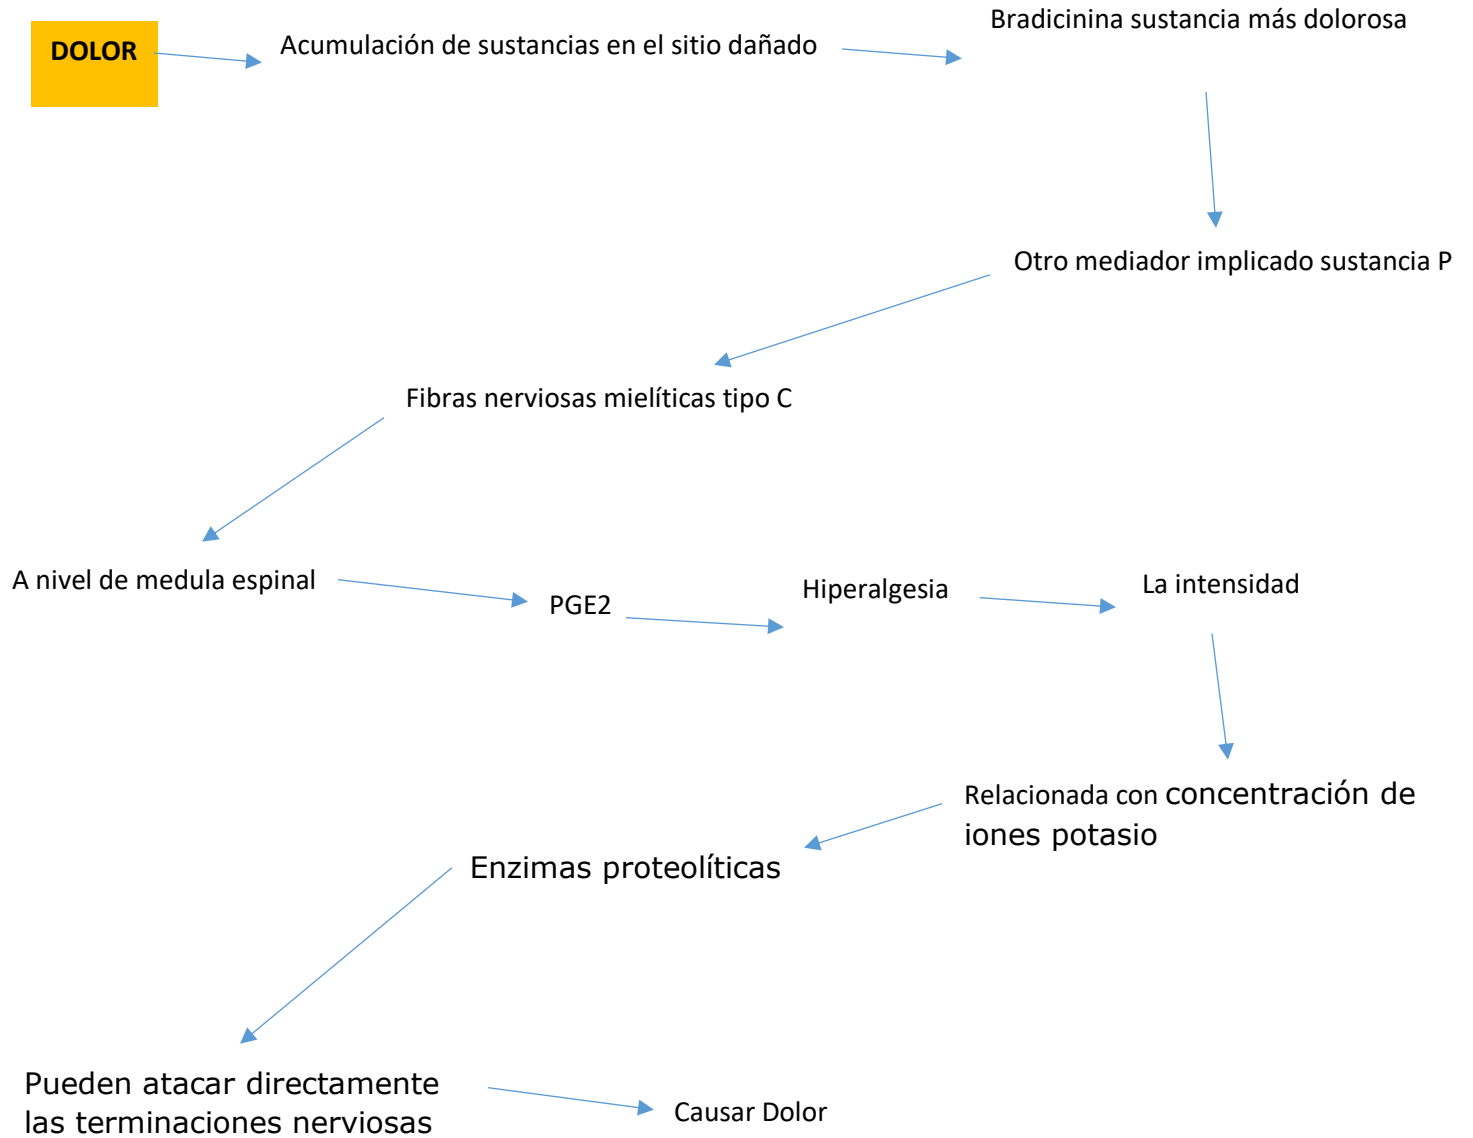 DOLOR
Acumulación de sustancias en el sitio dañado
Bradicinina sustancia más dolorosa
Otro mediador implicado sustancia P
Fibras nerviosas mielíticas tipo C
A nivel de medula espinal
PGE2
Hiperalgesia
La intensidad
Relacionada con concentración de
iones potasio
Enzimas proteolíticas
Pueden atacar directamente
las terminaciones nerviosas
Causar Dolor